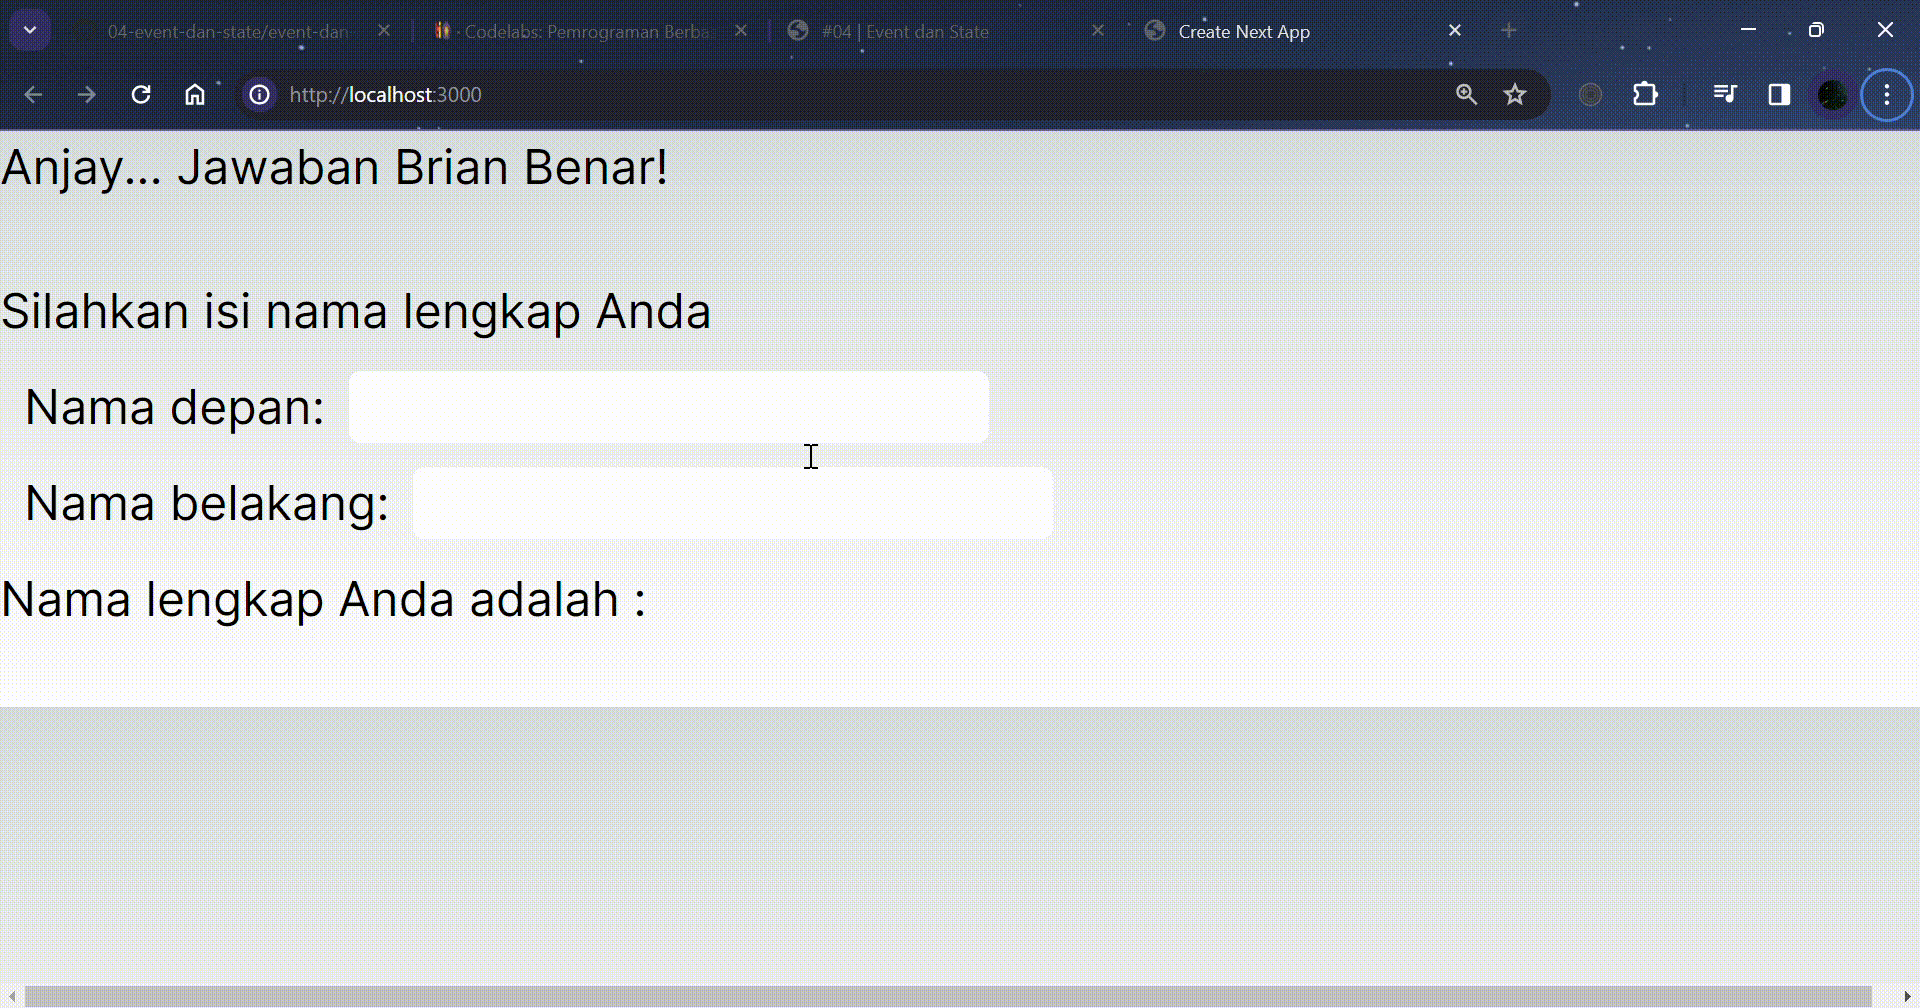 04-event-dan-state/event-dan-
Codelabs: Pemrograman Berba
#04 | Event dan State
Create Next App
http://localhost:3000
Anjay... Jawaban Brian Benar!
Silahkan isi nama lengkap Anda
Nama depan:
Nama belakang:
Nama lengkap Anda adalah :